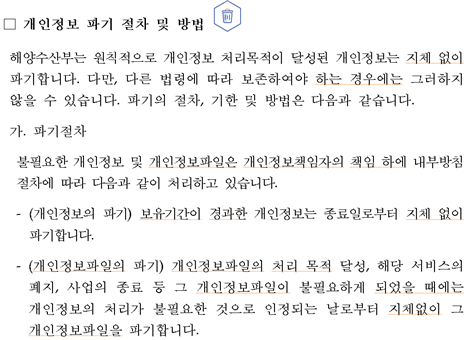 □ 개인정보 파기 절차 및 방법
해양수산부는 원칙적으로 개인정보 처리목적이 달성된 개인정보는 지체 없이
파기합니다. 다만, 다른 법령에 따라 보존하여야 하는 경우에는 그러하지
않을 수 있습니다. 파기의 절차, 기한 및 방법은 다음과 같습니다.
가. 파기절차
불필요한 개인정보 및 개인정보파일은 개인정보책임자의 책임 하에 내부방침
절차에 따라 다음과 같이 처리하고 있습니다.
- (개인정보의 파기) 보유기간이 경과한 개인정보는 종료일로부터 지체 없이
파기합니다.
- (개인정보파일의 파기) 개인정보파일의 처리 목적 달성, 해당 서비스의
폐지, 사업의 종료 등 그 개인정보파일이 불필요하게 되었을 때에는
개인정보의 처리가 불필요한 것으로 인정되는 날로부터 지체없이 그
개인정보파일을 파기합니다.